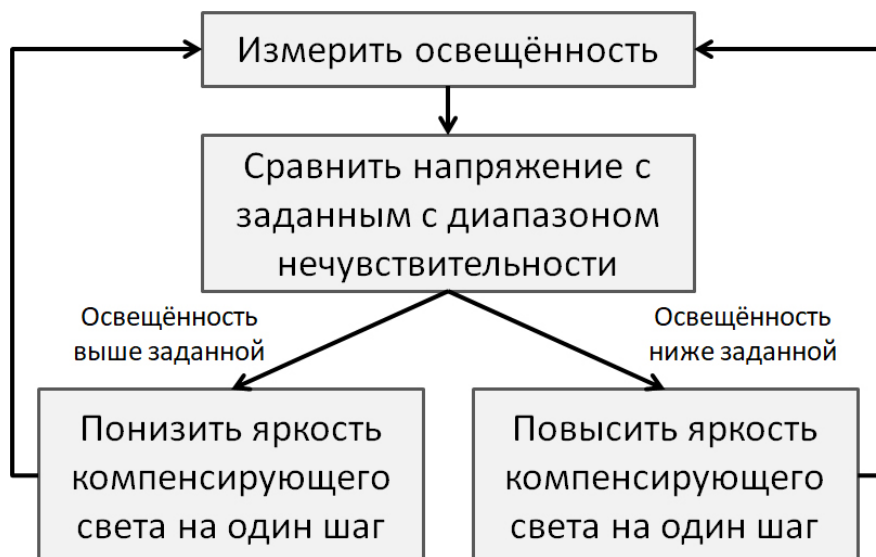 Измерить освещённость
Сравнить напряжение с
заданным с диапазоном
нечувствительности
Освещённость
выше заданной
Освещённость
ниже заданной
Понизить яркость
компенсирующего
света на один шаг
Повысить яркость
компенсирующего
света на один шаг